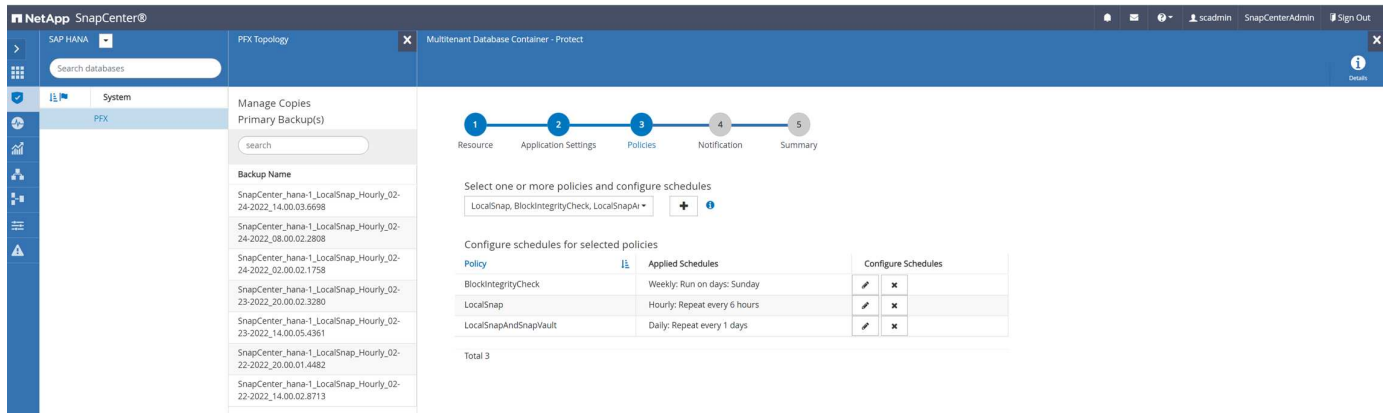 NetApp SnapCenter®
scadmin SnapCenterAdmin Sign Out
SAP HANA
Search databases
System
PFX
PFX Topology
Manage Copies
Primary Backup(s)
search
Backup Name
SnapCenter_hana-1_LocalSnap_Hourly_02-
24-2022_14.00.03.6698
SnapCenter_hana-1_LocalSnap_Hourly_02-
24-2022_08.00.02.2808
SnapCenter_hana-1_LocalSnap_Hourly_02-
24-2022_02.00.02.1758
SnapCenter_hana-1_LocalSnap_Hourly_02-
23-2022_20.00.02.3280
SnapCenter_hana-1_LocalSnap_Hourly_02-
23-2022_14.00.05.4361
SnapCenter_hana-1_LocalSnap_Hourly_02-
22-2022_20.00.01.4482
SnapCenter_hana-1_LocalSnap_Hourly_02-
22-2022_14.00.02.8713
Multitenant Database Container - Protect
Details
1 2 3 4 5
Resource Application Settings Policies Notification Summary
Select one or more policies and configure schedules
LocalSnap, BlockIntegrityCheck, LocalSnapAi
Configure schedules for selected policies
Policy Applied Schedules Configure Schedules
BlockIntegrityCheck Weekly: Run on days: Sunday
LocalSnap Hourly: Repeat every 6 hours
LocalSnapAndSnapVault Daily: Repeat every 1 days
Total 3